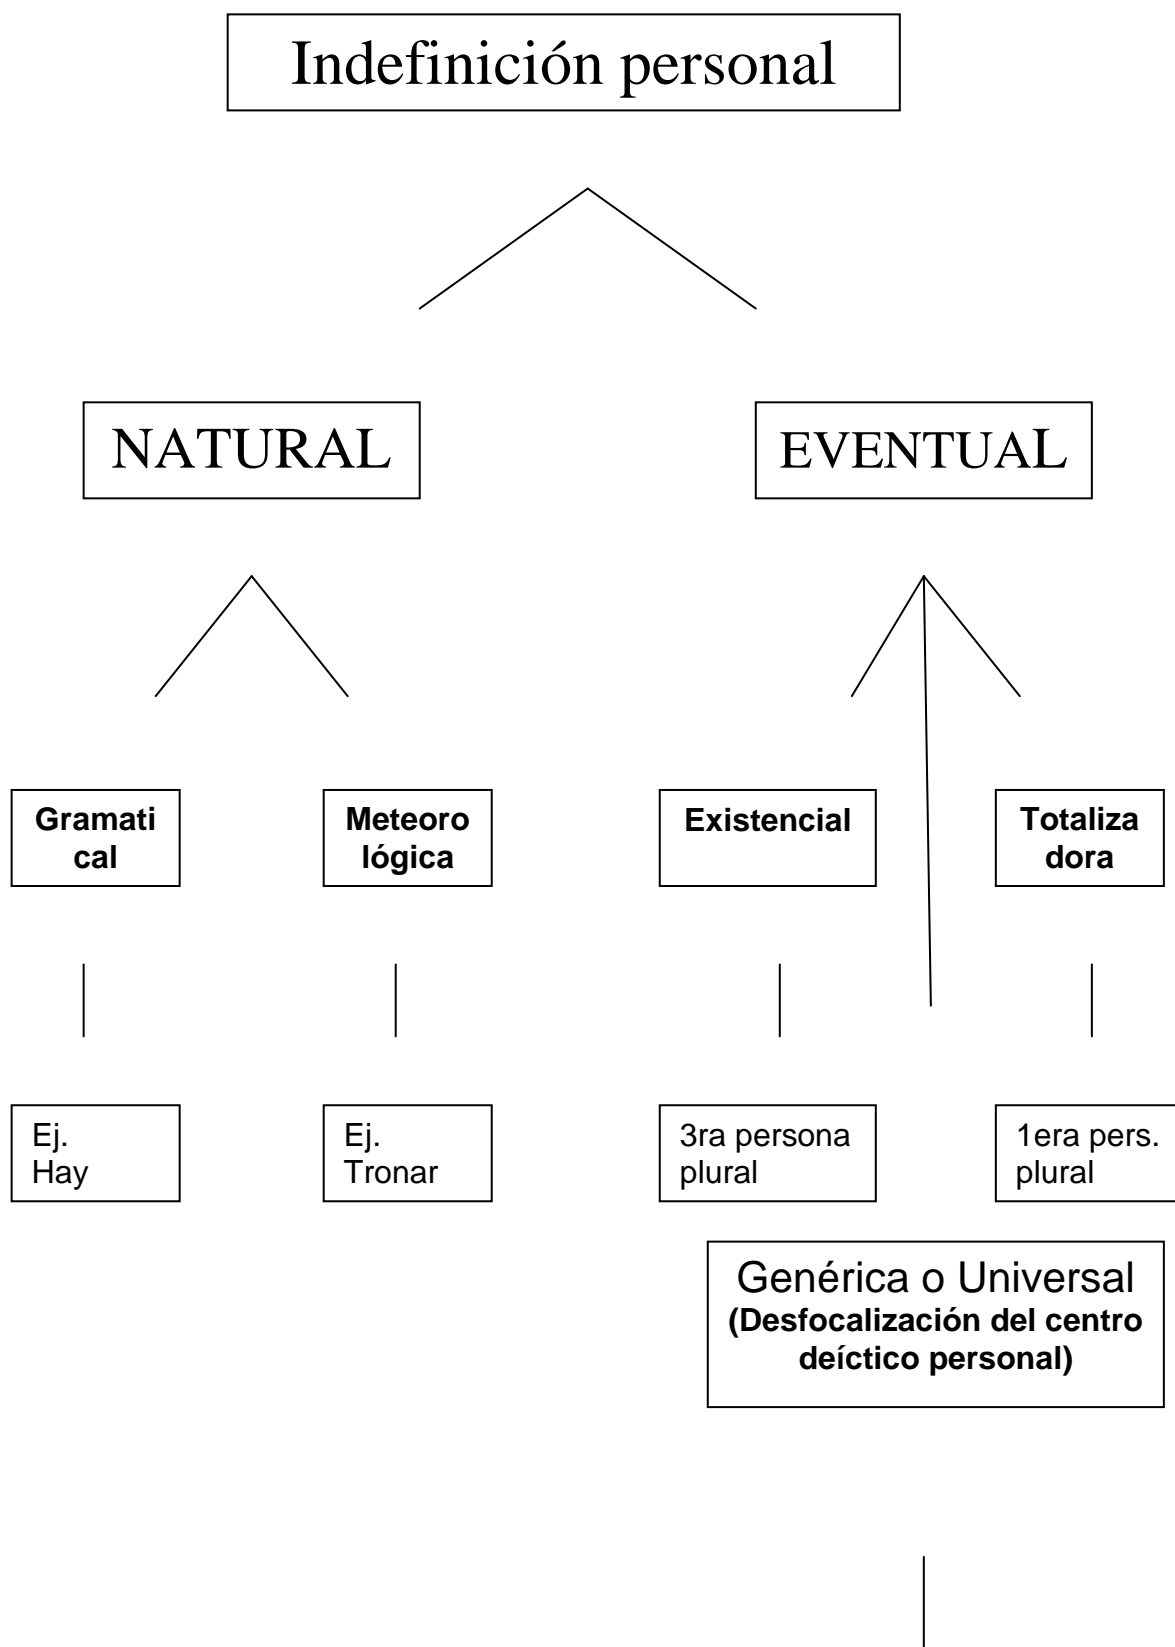 Indefinición personal
NATURAL
EVENTUAL
Gramati
cal
Meteoro
lógica
Existencial
Totaliza
dora
Ej.
Hay
Ej.
Tronar
3ra persona
plural
1era pers.
plural
Genérica o Universal
(Desfocalización del centro
deíctico personal)